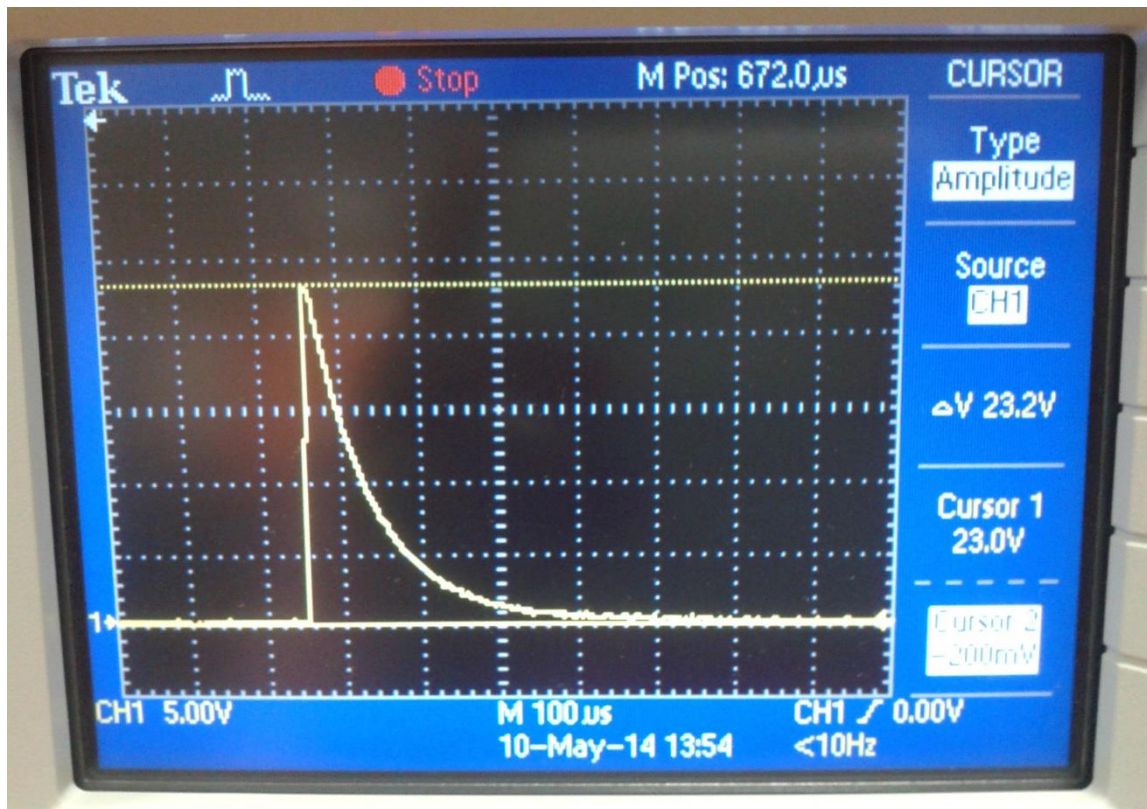 Tek Stop M Pos: 672.0µs CURSOR
Type
Amplitude
Source
CH1
△V 23.2V
Cursor 1
23.0V
1
Cursor 2
-200mV
CH1 5.00V M 100µs CH1 0.00V
10-May-14 13:54 <10Hz